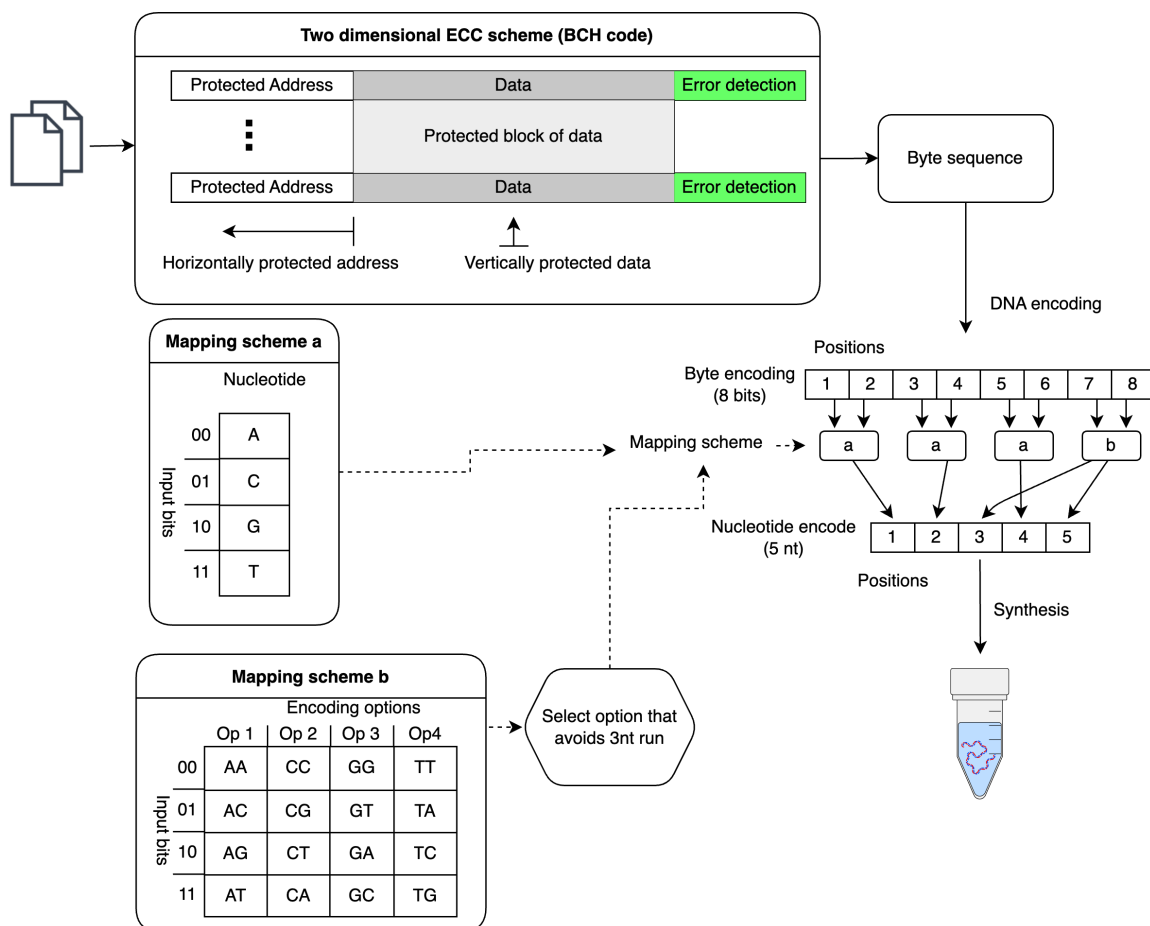 Two dimensional ECC scheme (BCH code)
Protected Address Data Error detection
Protected block of data
Protected Address Data Error detection
Horizontally protected address Vertically protected data
Byte sequence
DNA encoding
Mapping scheme a
Nucleotide
Input bits
00 A
01 C
10 G
11 T
Positions
Byte encoding
(8 bits)
1 2 3 4 5 6 7 8
Mapping scheme
a a a b
Nucleotide encode
(5 nt)
1 2 3 4 5
Positions
Synthesis
Mapping scheme b
Encoding options
Op 1 Op 2 Op 3 Op4
Input bits
00 AA CC GG TT
01 AC CG GT TA
10 AG CT GA TC
11 AT CA GC TG
Select option that
avoids 3nt run